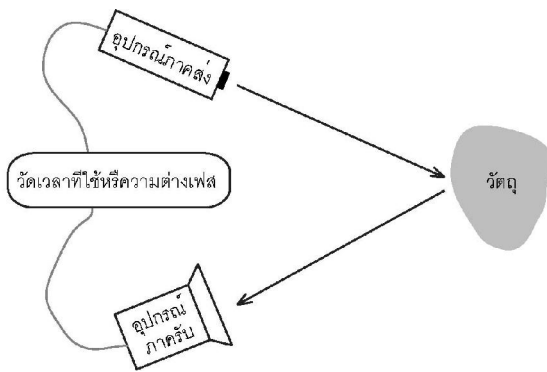 อุปกรณ์ภาคส่ง
วัดเวลาที่ใช้หรือความต่างเฟส
วัตถุ
อุปกรณ์
ภาครับ